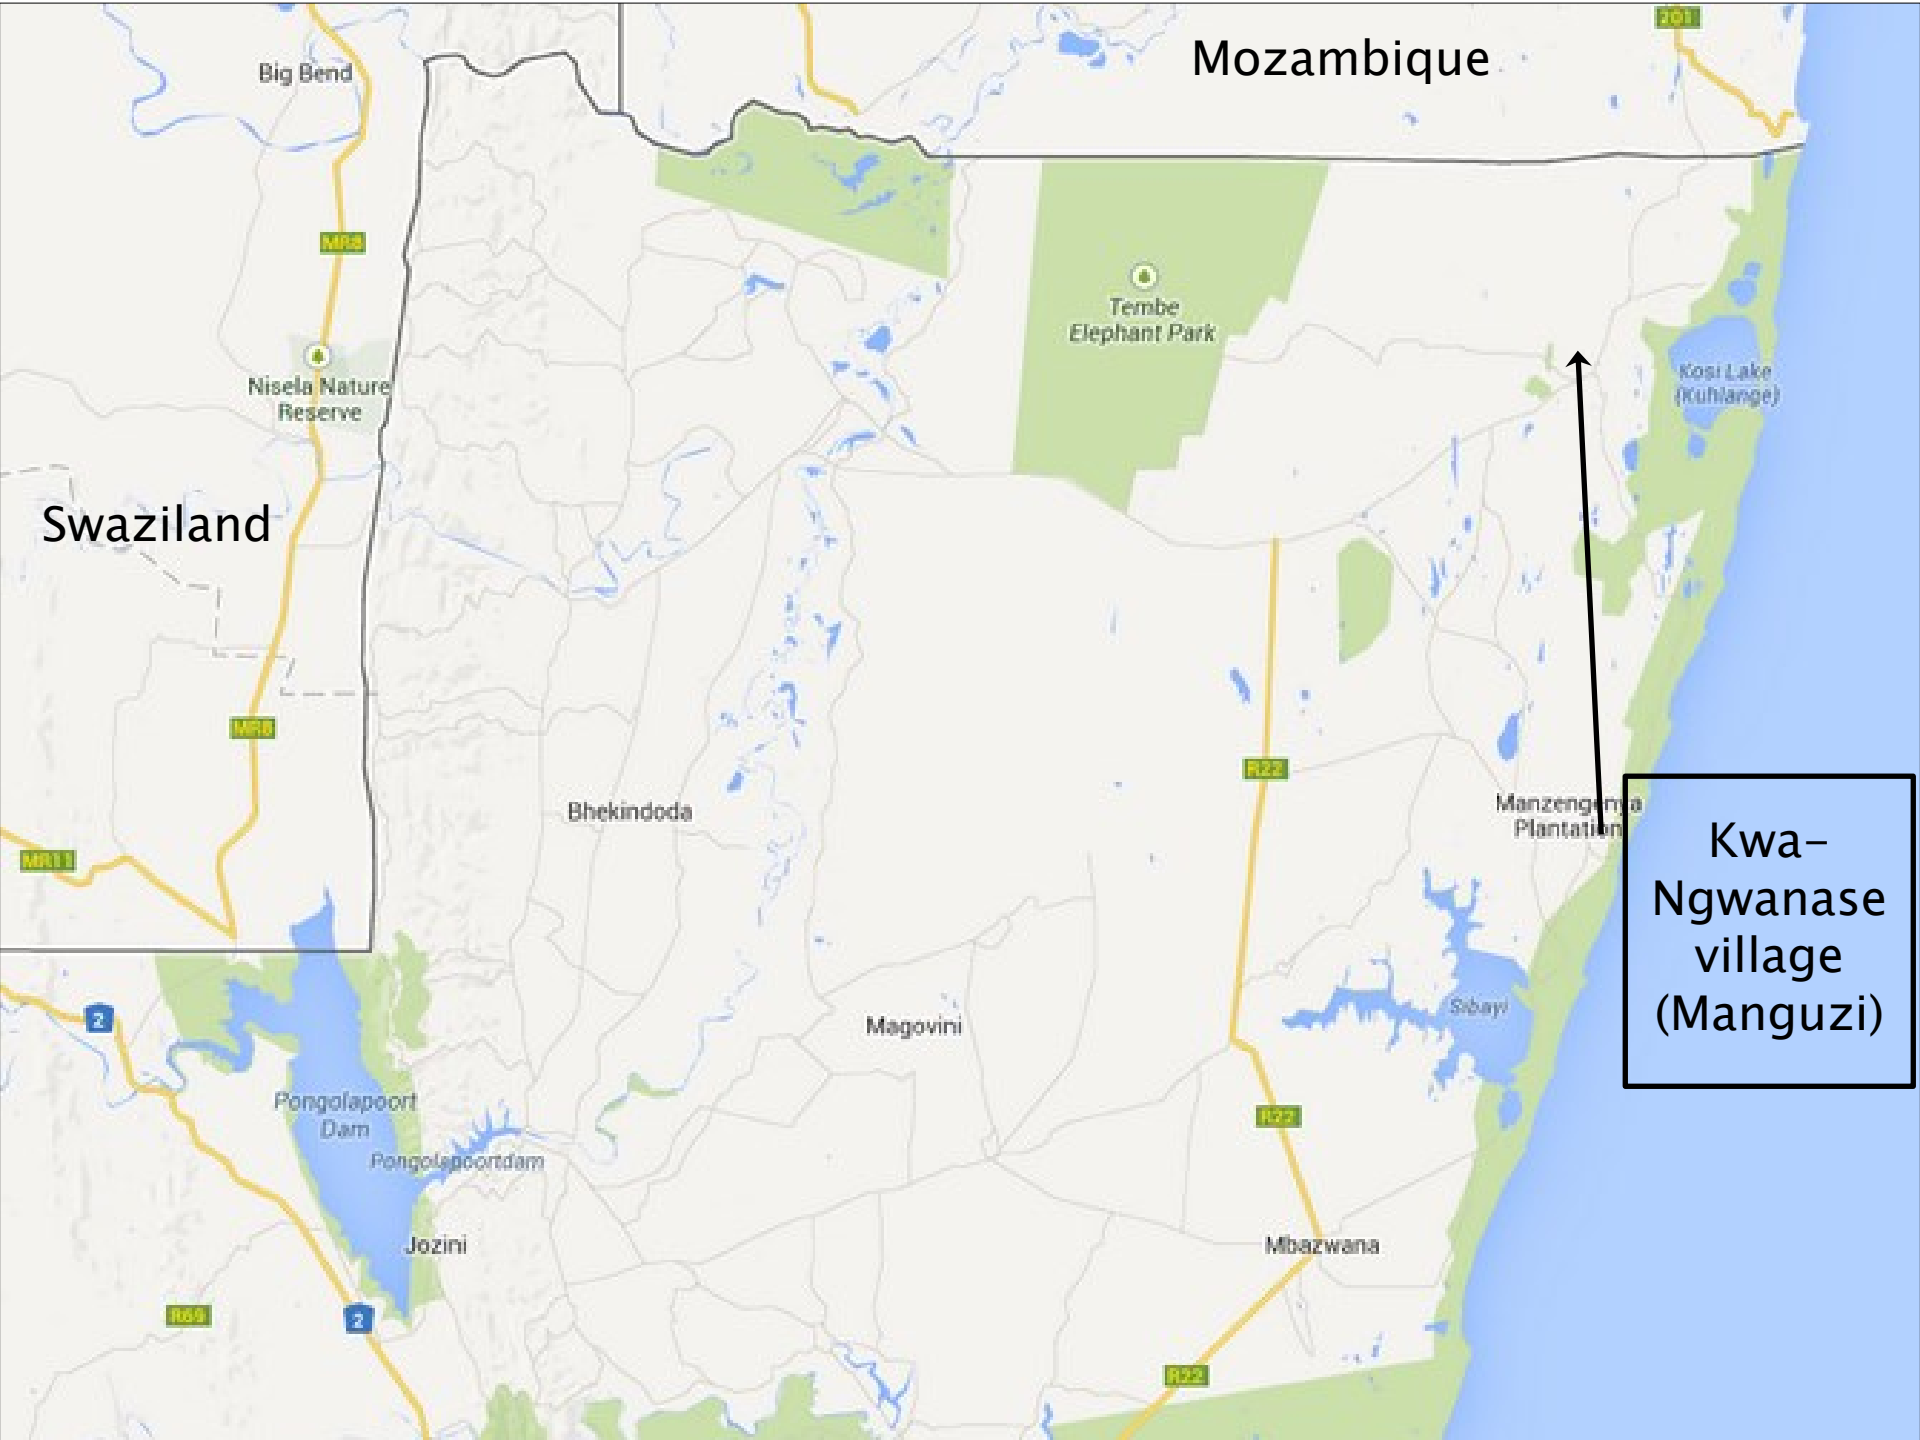 201
Mozambique
Big Bend
MR8
Tembe
Elephant Park
Nisela Nature
Reserve
Kosi Lake
(Kuhlange)
Swaziland
MR8
R22
Bhekindoda
Manzengenya
Plantation
MR11
Kwa-
Ngwanase
village
(Manguzi)
Sibayi
2
Magovini
Pongolapoort
Dam
R22
Pongolapoortdam
Jozini
Mbazwana
R69
2
R22